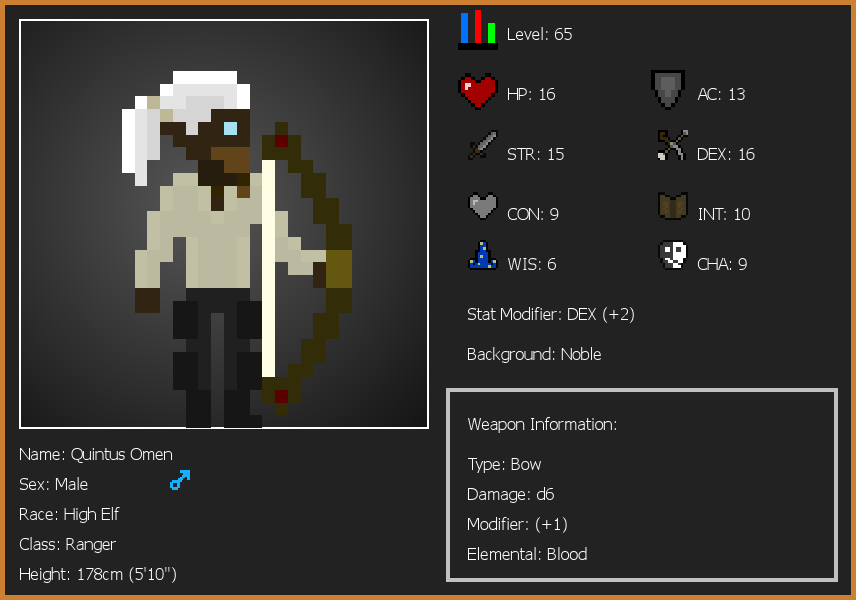 Level: 65
HP: 16
AC: 13
STR: 15
DEX: 16
CON: 9
INT: 10
WIS: 6
CHA: 9
Stat Modifier: DEX (+2)
Background: Noble
Weapon Information:
Type: Bow
Damage: d6
Modifier: (+1)
Elemental: Blood
Name: Quintus Omen
Sex: Male
Race: High Elf
Class: Ranger
Height: 178cm (5'10")